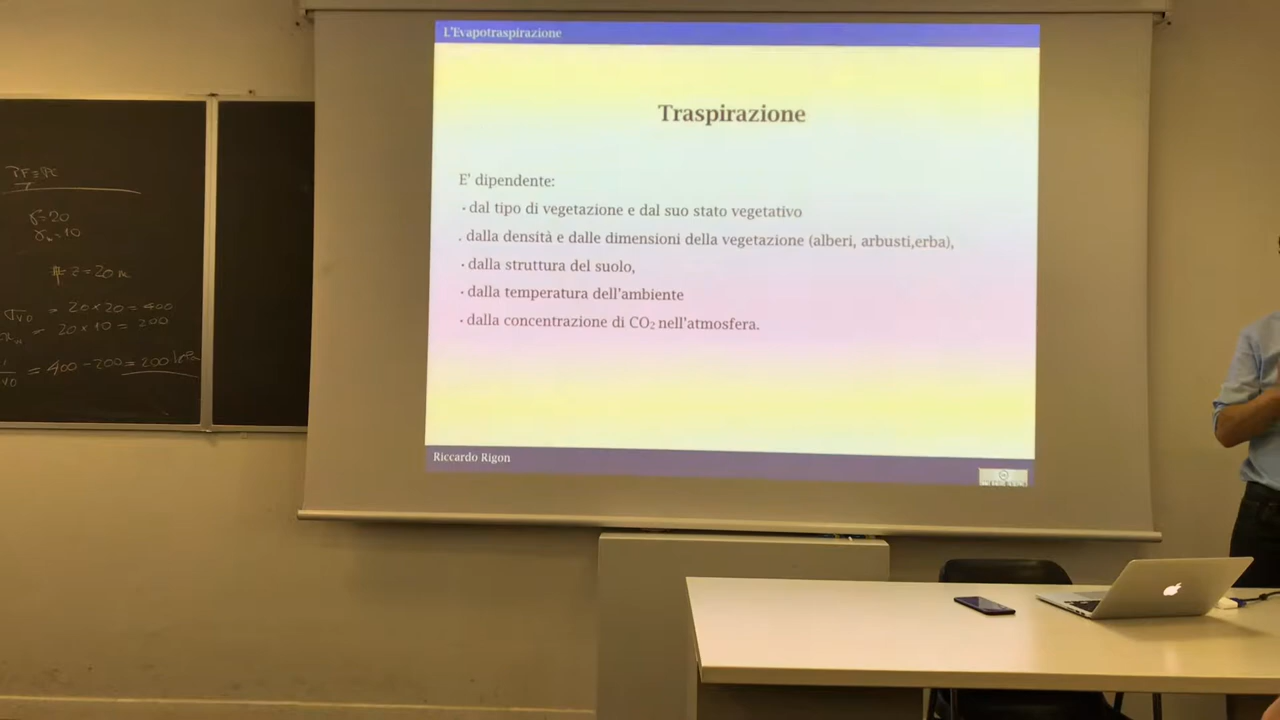 L'Evapotraspirazione
Traspirazione
E' dipendente:
· dal tipo di vegetazione e dal suo stato vegetativo
. dalla densità e dalle dimensioni della vegetazione (alberi, arbusti,erba),
· dalla struttura del suolo,
· dalla temperatura dell'ambiente
· dalla concentrazione di CO₂ nell'atmosfera.
Riccardo Rigon
= 20
= 10
z = 20 m
= 20 × 20 = 400
= 20 × 10 = 200
= 400 - 200 = 200 kPa